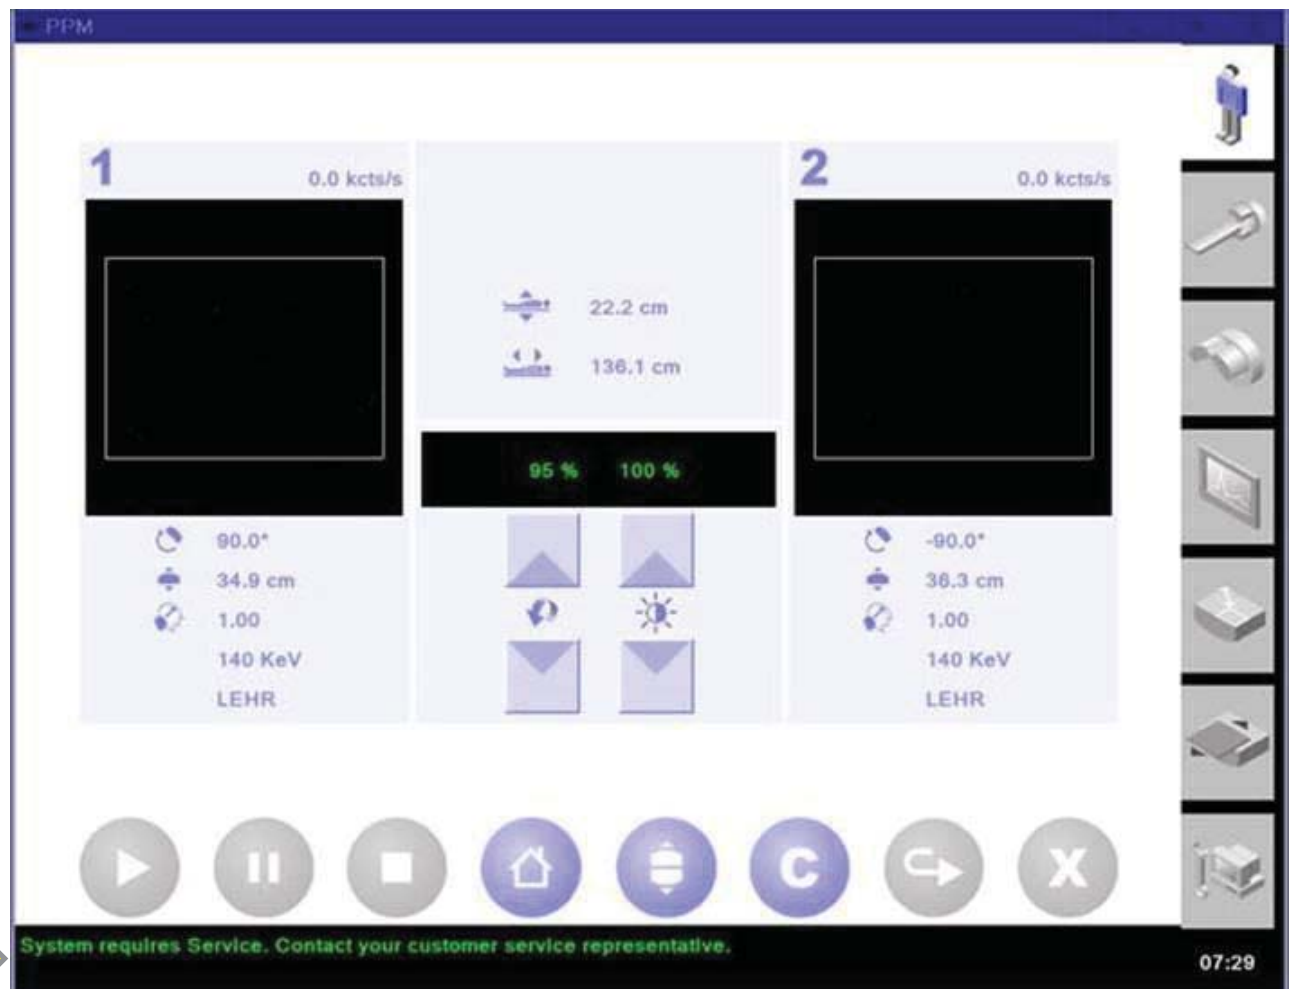 PPM
1
0.0 kcts/s
2
0.0 kcts/s
22.2 cm
136.1 cm
95 % 100 %
90.0°
34.9 cm
1.00
140 KeV
LEHR
-90.0°
36.3 cm
1.00
140 KeV
LEHR
C
X
System requires Service. Contact your customer service representative.
07:29